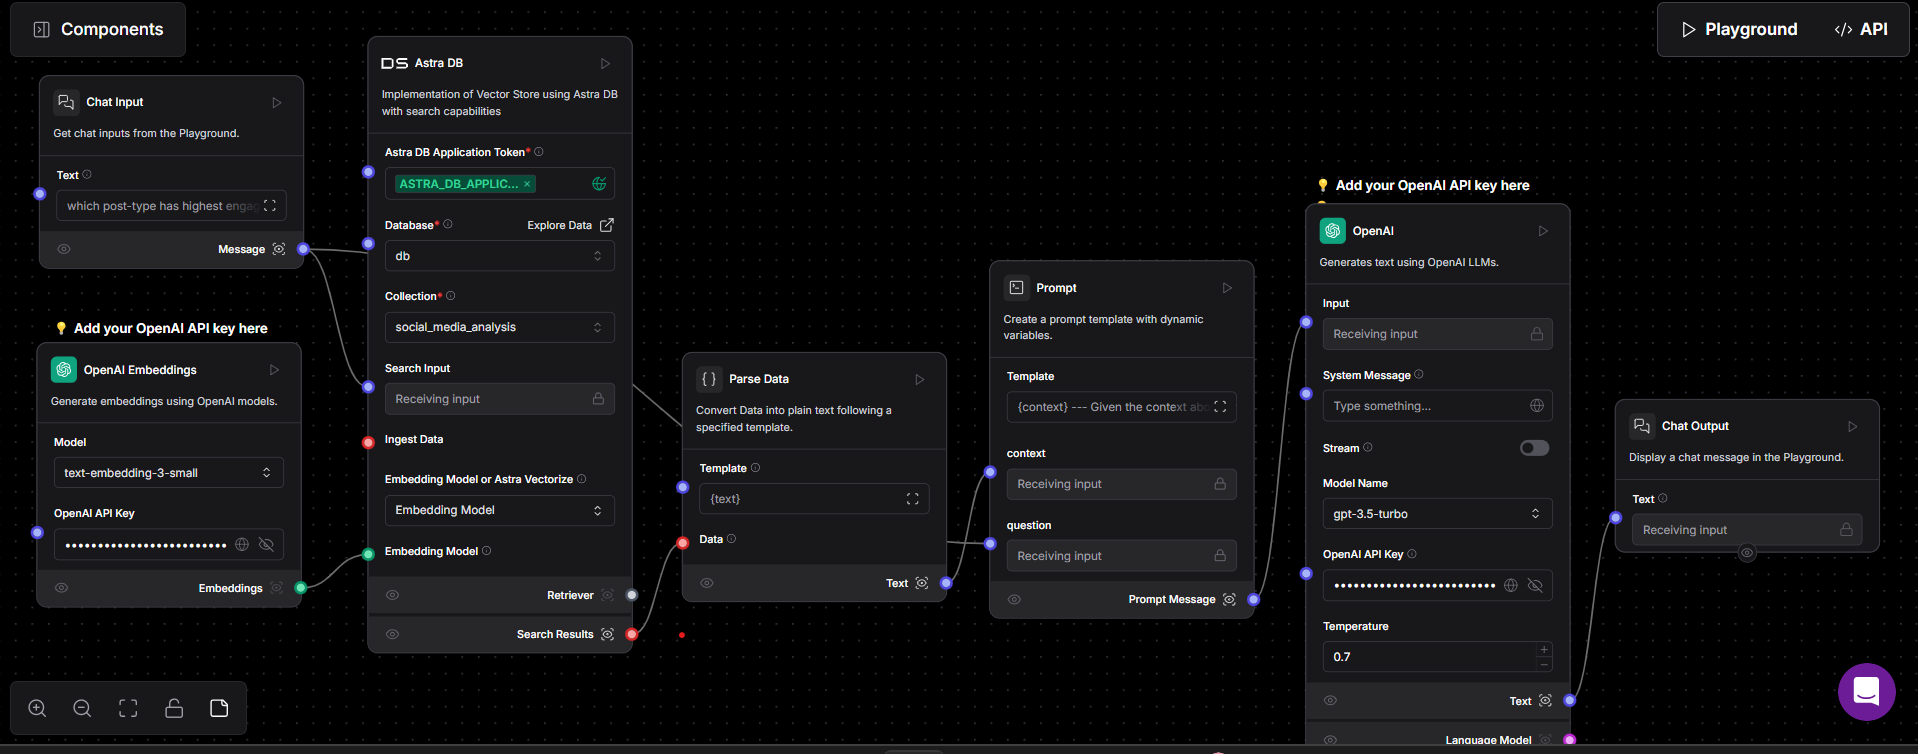 Components
Playground
</> API
Chat Input
Get chat inputs from the Playground.
Text
which post-type has highest enga
Message
💡 Add your OpenAI API key here
OpenAI Embeddings
Generate embeddings using OpenAI models.
Model
text-embedding-3-small
OpenAI API Key
••••••••••••••••••••••••
Embeddings
DS Astra DB
Implementation of Vector Store using Astra DB
with search capabilities
Astra DB Application Token*
ASTRA_DB_APPLIC... ×
Database*
Explore Data
db
Collection*
social_media_analysis
Search Input
Receiving input
Ingest Data
Embedding Model or Astra Vectorize
Embedding Model
Embedding Model
Retriever
Search Results
{ } Parse Data
Convert Data into plain text following a
specified template.
Template
{text}
Data
Text
Prompt
Create a prompt template with dynamic
variables.
Template
{context} --- Given the context abo
context
Receiving input
question
Receiving input
Prompt Message
💡 Add your OpenAI API key here
OpenAI
Generates text using OpenAI LLMs.
Input
Receiving input
System Message
Type something...
Stream
Model Name
gpt-3.5-turbo
OpenAI API Key
••••••••••••••••••••••••
Temperature
0.7
Text
Language Model
Chat Output
Display a chat message in the Playground.
Text
Receiving input